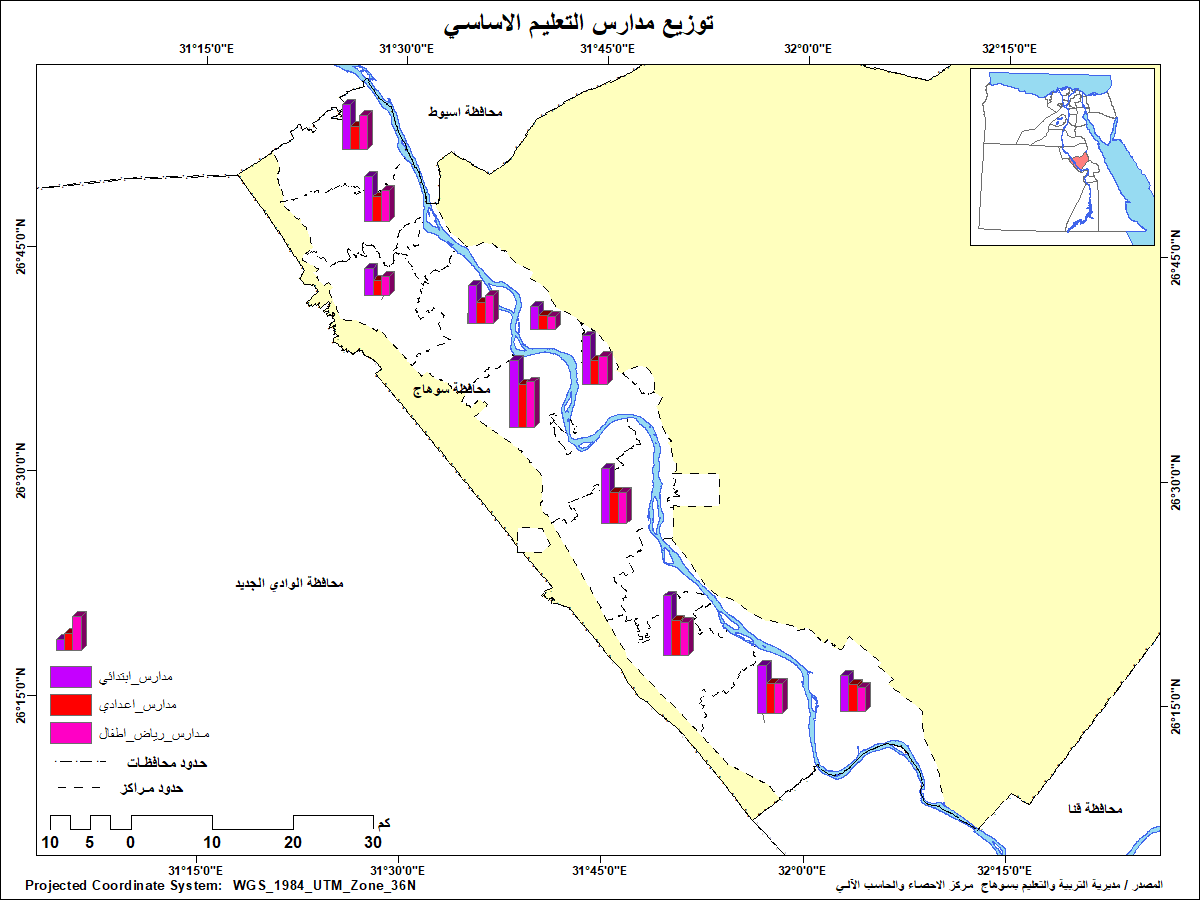 توزيع مدارس التعليم الاساسي
31°15'0"E 31°30'0"E 31°45'0"E 32°0'0"E 32°15'0"E
محافظة اسيوط
26°45'0"N
26°45'0"N
محافظة سوهاج
26°30'0"N
26°30'0"N
محافظة الوادي الجديد
26°15'0"N
26°15'0"N
مدارس_ابتدائي
مدارس_اعدادي
مدارس_رياض_اطفال
حدود محافظات
حدود مراكز
محافظة قنا
كم
10 5 0 10 20 30
31°15'0"E 31°30'0"E 31°45'0"E 32°0'0"E 32°15'0"E
Projected Coordinate System: WGS_1984_UTM_Zone_36N
المصدر / مديرية التربية والتعليم بسوهاج مركز الاحصاء والحاسب الآلي